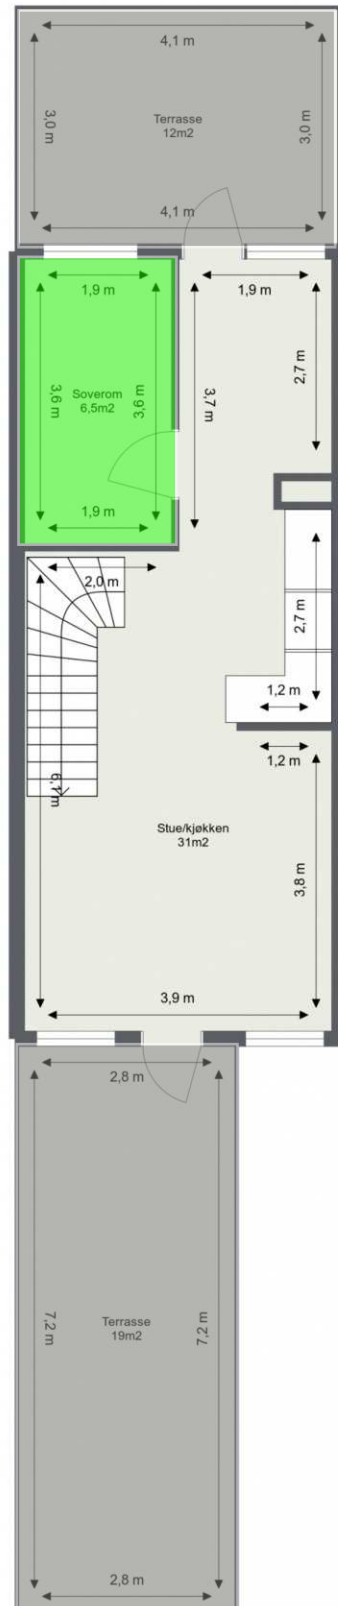 4,1 m
3,0 m
Terrasse
12m2
3,0 m
4,1 m
1,9 m
1,9 m
3,6 m
Soverom
6,5m2
3,6 m
3,7 m
2,7 m
1,9 m
2,0 m
2,7 m
1,2 m
1,2 m
6,1 m
Stue/kjøkken
31m2
3,8 m
3,9 m
2,8 m
7,2 m
Terrasse
19m2
7,2 m
2,8 m